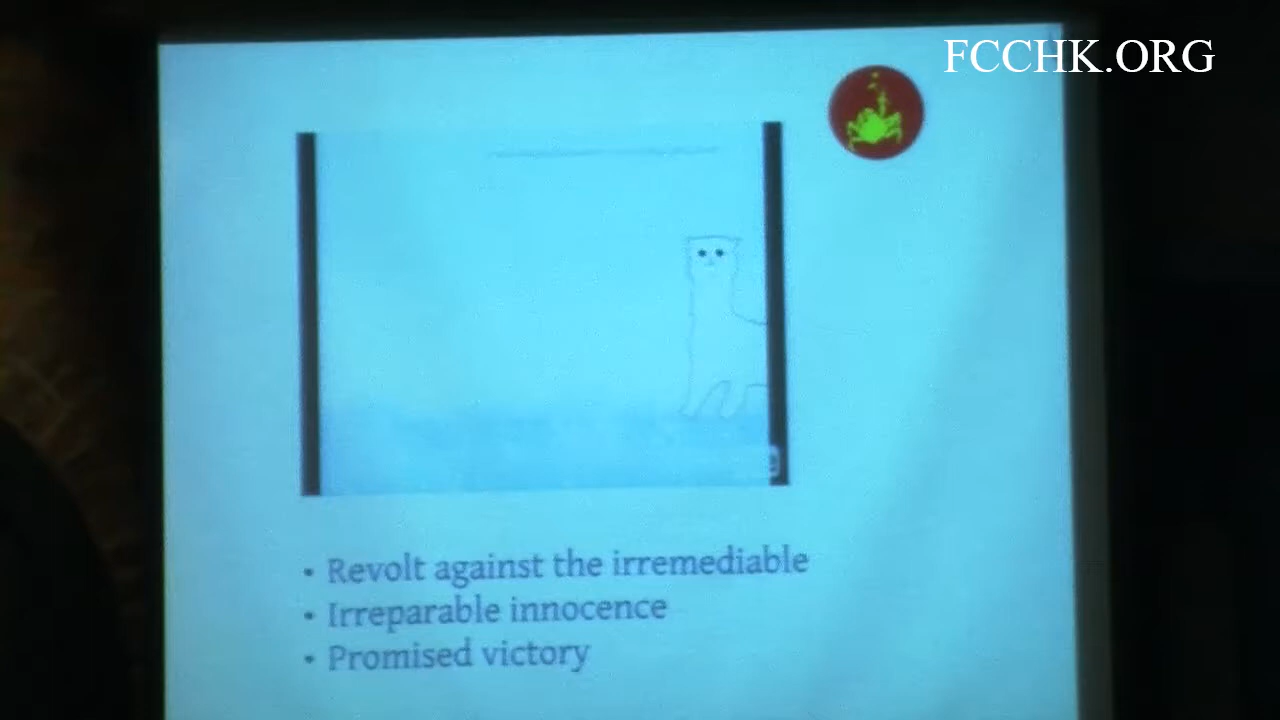 FCCHK.ORG
• Revolt against the irremediable
• Irreparable innocence
• Promised victory